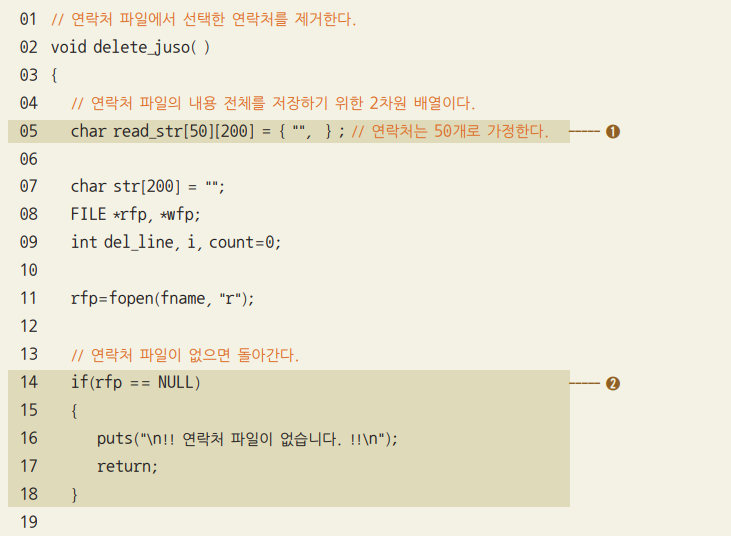 01 // 연락처 파일에서 선택한 연락처를 제거한다.
02 void delete_juso( )
03 {
04 // 연락처 파일의 내용 전체를 저장하기 위한 2차원 배열이다.
05 char read_str[50][200] = { "", } ; // 연락처는 50개로 가정한다. ❶
06
07 char str[200] = "";
08 FILE *rfp, *wfp;
09 int del_line, i, count=0;
10
11 rfp=fopen(fname, "r");
12
13 // 연락처 파일이 없으면 돌아간다.
14 if(rfp == NULL) ❷
15 {
16 puts("\n!! 연락처 파일이 없습니다. !!\n");
17 return;
18 }
19